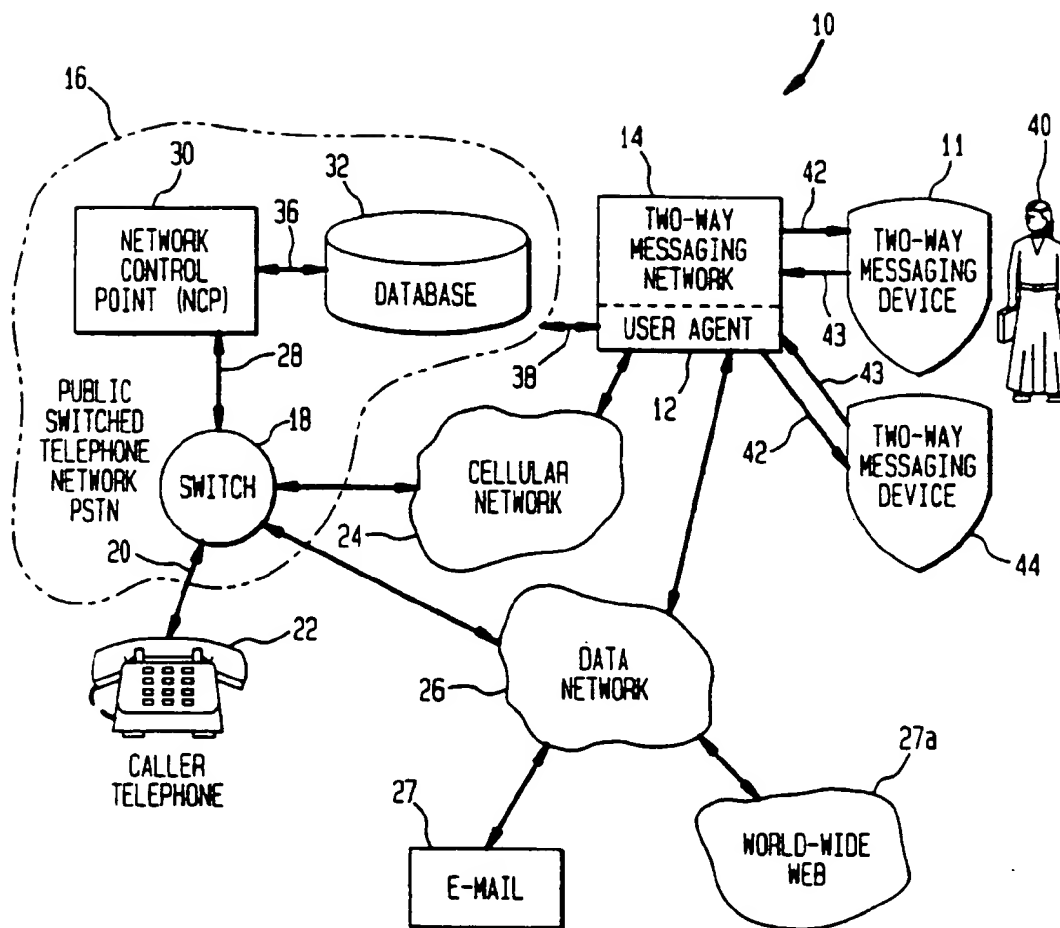 10
16
30
32
14
42
11
40
NETWORK
CONTROL
POINT (NCP)
36
DATABASE
TWO-WAY
MESSAGING
NETWORK
USER AGENT
TWO-WAY
MESSAGING
DEVICE
43
28
38
12
43
42
PUBLIC
SWITCHED
TELEPHONE
NETWORK
PSTN
18
SWITCH
CELLULAR
NETWORK
24
TWO-WAY
MESSAGING
DEVICE
44
20
22
DATA
NETWORK
26
CALLER
TELEPHONE
27
E-MAIL
27a
WORLD-WIDE
WEB